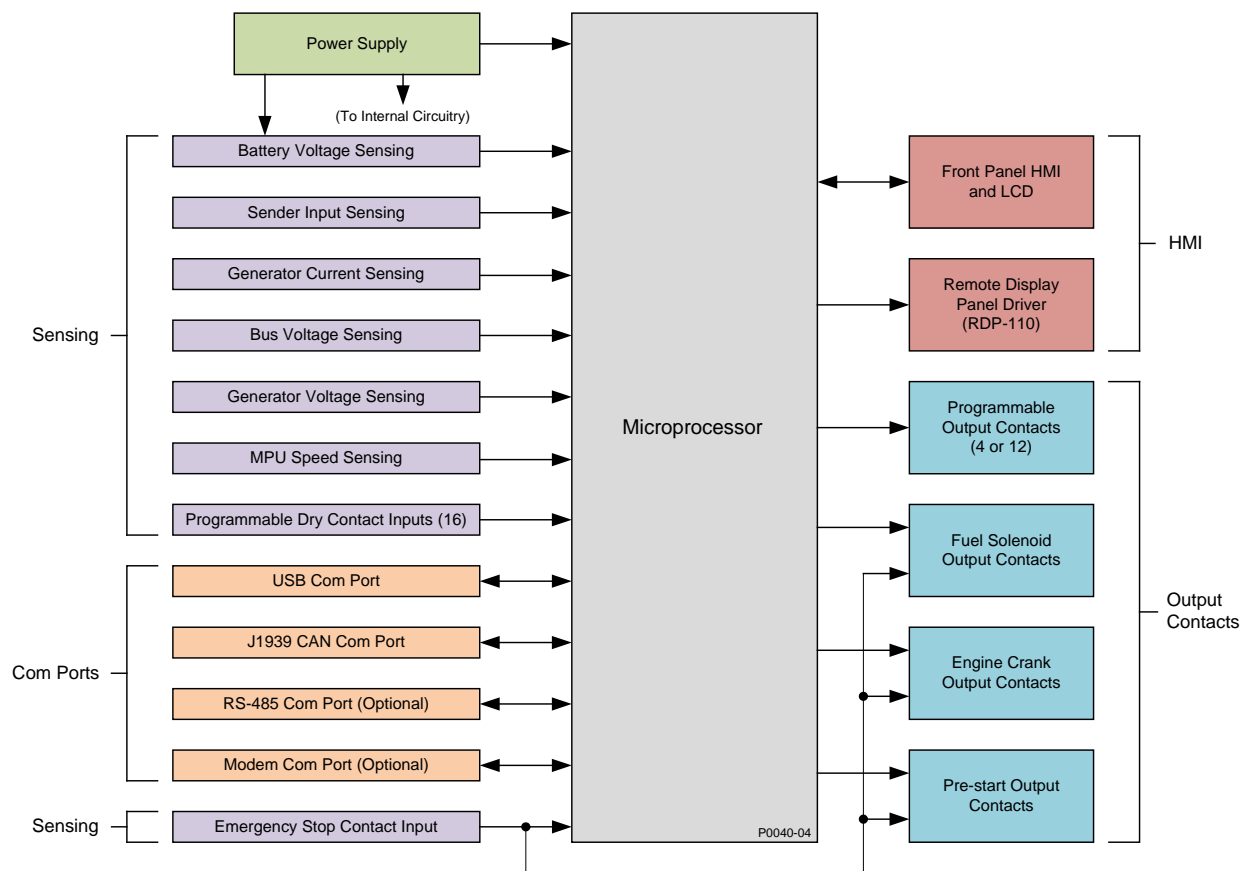 Power Supply
(To Internal Circuitry)
Sensing
Battery Voltage Sensing
Sender Input Sensing
Generator Current Sensing
Bus Voltage Sensing
Generator Voltage Sensing
MPU Speed Sensing
Programmable Dry Contact Inputs (16)
Com Ports
USB Com Port
J1939 CAN Com Port
RS-485 Com Port (Optional)
Modem Com Port (Optional)
Sensing
Emergency Stop Contact Input
Microprocessor
P0040-04
Front Panel HMI
and LCD
Remote Display
Panel Driver
(RDP-110)
HMI
Programmable
Output Contacts
(4 or 12)
Fuel Solenoid
Output Contacts
Engine Crank
Output Contacts
Pre-start Output
Contacts
Output
Contacts